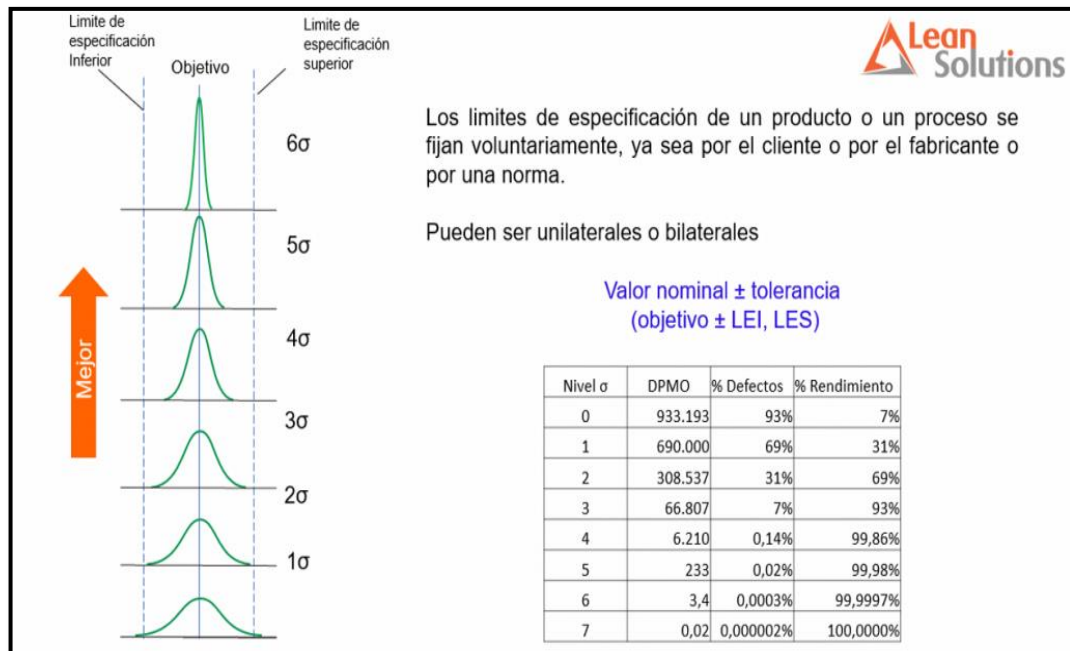 Limite de
especificación
Inferior
Objetivo
Limite de
especificación
superior
Lean
Solutions
6σ
5σ
4σ
3σ
2σ
1σ
Mejor
Los limites de especificación de un producto o un proceso se
fijan voluntariamente, ya sea por el cliente o por el fabricante o
por una norma.
Pueden ser unilaterales o bilaterales
Valor nominal ± tolerancia
(objetivo ± LEI, LES)
Nivel σ DPMO % Defectos % Rendimiento
0 933.193 93% 7%
1 690.000 69% 31%
2 308.537 31% 69%
3 66.807 7% 93%
4 6.210 0,14% 99,86%
5 233 0,02% 99,98%
6 3,4 0,0003% 99,9997%
7 0,02 0,000002% 100,0000%